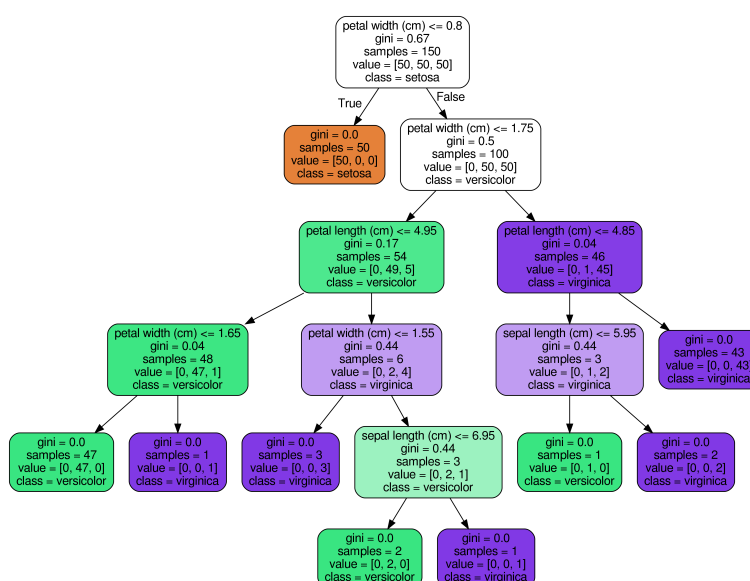 petal width (cm) <= 0.8
gini = 0.67
samples = 150
value = [50, 50, 50]
class = setosa
True
False
gini = 0.0
samples = 50
value = [50, 0, 0]
class = setosa
petal width (cm) <= 1.75
gini = 0.5
samples = 100
value = [0, 50, 50]
class = versicolor
petal length (cm) <= 4.95
gini = 0.17
samples = 54
value = [0, 49, 5]
class = versicolor
petal length (cm) <= 4.85
gini = 0.04
samples = 46
value = [0, 1, 45]
class = virginica
petal width (cm) <= 1.65
gini = 0.04
samples = 48
value = [0, 47, 1]
class = versicolor
petal width (cm) <= 1.55
gini = 0.44
samples = 6
value = [0, 2, 4]
class = virginica
sepal length (cm) <= 5.95
gini = 0.44
samples = 3
value = [0, 1, 2]
class = virginica
gini = 0.0
samples = 43
value = [0, 0, 43]
class = virginica
gini = 0.0
samples = 47
value = [0, 47, 0]
class = versicolor
gini = 0.0
samples = 1
value = [0, 0, 1]
class = virginica
gini = 0.0
samples = 3
value = [0, 0, 3]
class = virginica
sepal length (cm) <= 6.95
gini = 0.44
samples = 3
value = [0, 2, 1]
class = versicolor
gini = 0.0
samples = 1
value = [0, 1, 0]
class = versicolor
gini = 0.0
samples = 2
value = [0, 0, 2]
class = virginica
gini = 0.0
samples = 2
value = [0, 2, 0]
class = versicolor
gini = 0.0
samples = 1
value = [0, 0, 1]
class = virginica